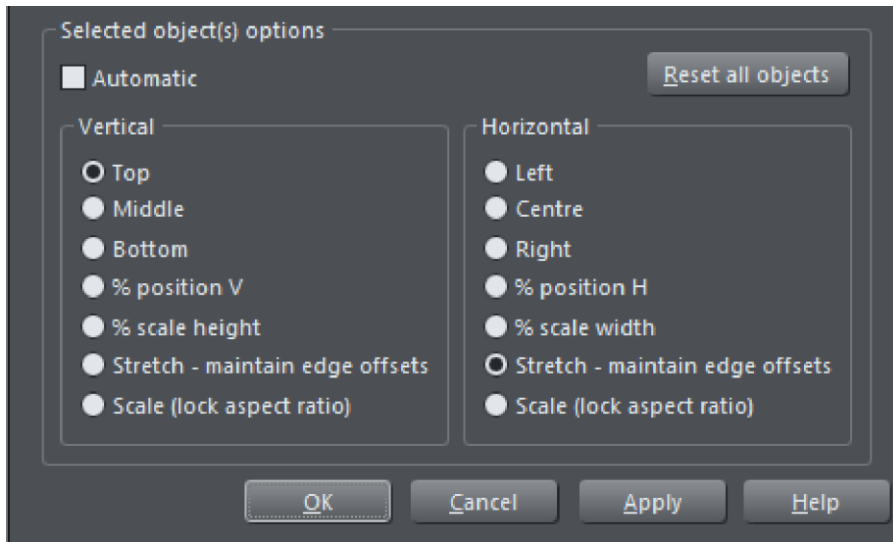 Selected object(s) options
Automatic
Reset all objects
Vertical
Top
Middle
Bottom
% position V
% scale height
Stretch - maintain edge offsets
Scale (lock aspect ratio)
Horizontal
Left
Centre
Right
% position H
% scale width
Stretch - maintain edge offsets
Scale (lock aspect ratio)
OK
Cancel
Apply
Help